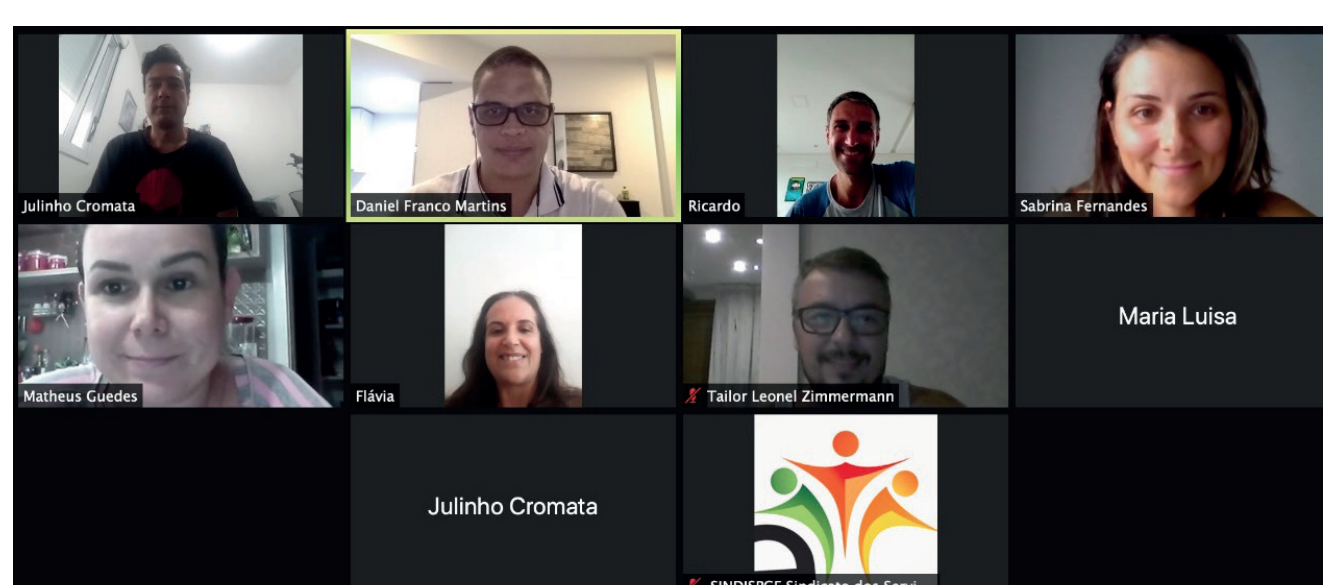 Julinho Cromata
Daniel Franco Martins
Ricardo
Sabrina Fernandes
Matheus Guedes
Flávia
Tailor Leonel Zimmermann
Maria Luisa
Julinho Cromata
Sindicato dos Servi...